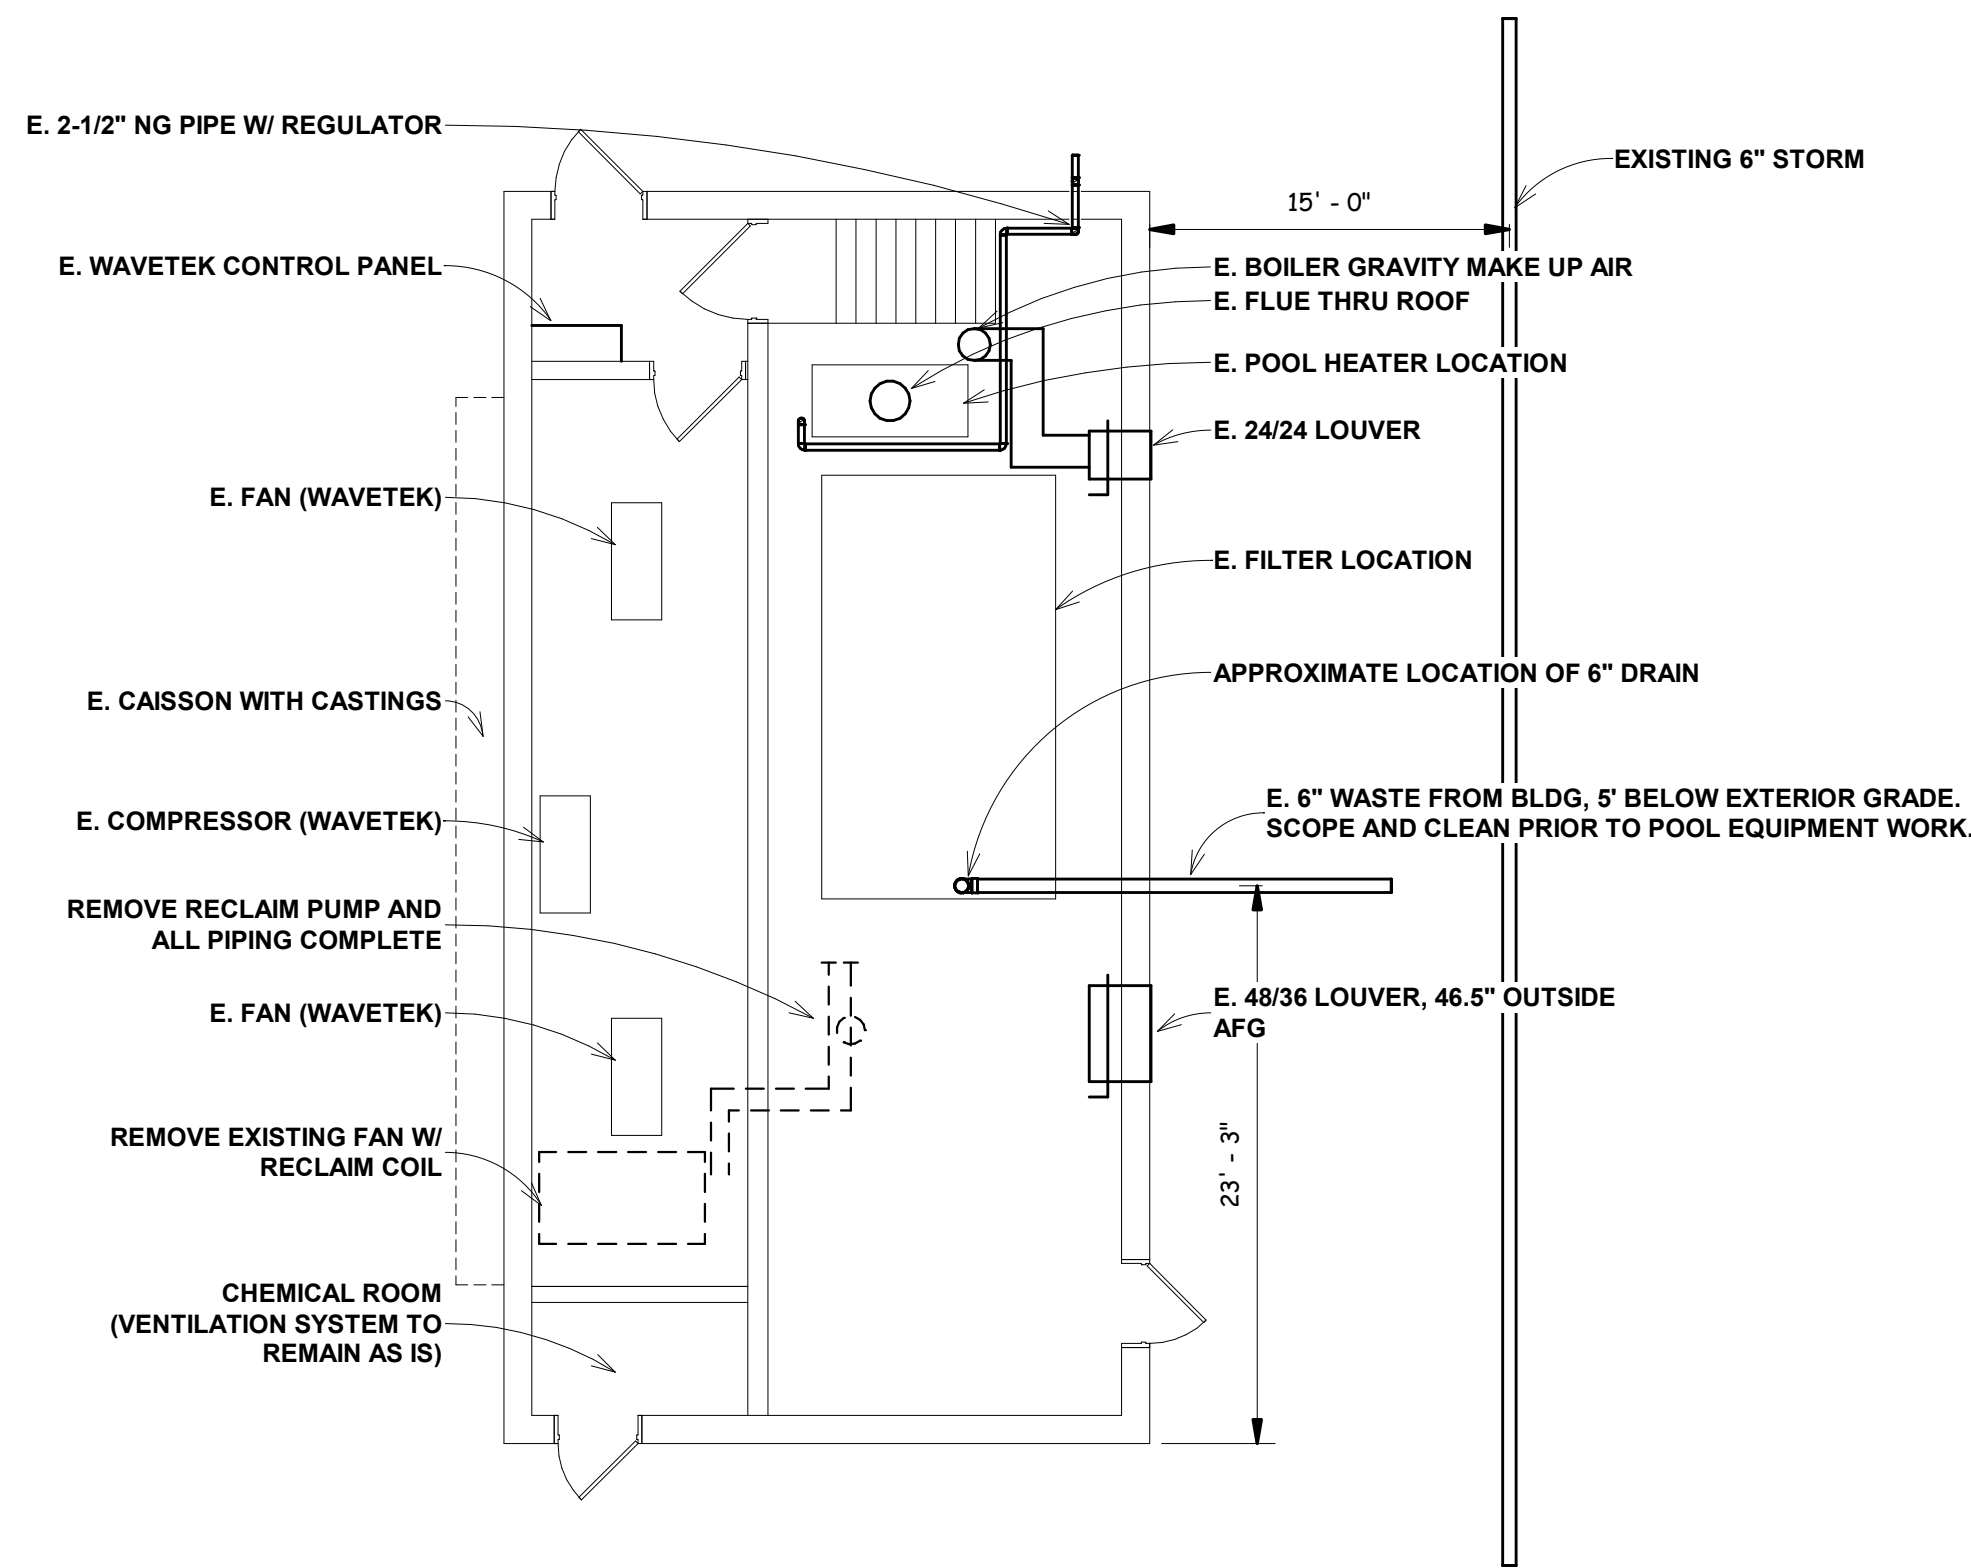 E. 2-1/2" NG PIPE W/ REGULATOR
EXISTING 6" STORM
15' - 0"
E. WAVETEK CONTROL PANEL
E. BOILER GRAVITY MAKE UP AIR
E. FLUE THRU ROOF
E. POOL HEATER LOCATION
E. 24/24 LOUVER
E. FAN (WAVETEK)
E. FILTER LOCATION
APPROXIMATE LOCATION OF 6" DRAIN
E. CAISSON WITH CASTINGS
E. 6" WASTE FROM BLDG, 5' BELOW EXTERIOR GRADE.
SCOPE AND CLEAN PRIOR TO POOL EQUIPMENT WORK.
E. COMPRESSOR (WAVETEK)
REMOVE RECLAIM PUMP AND
ALL PIPING COMPLETE
E. 48/36 LOUVER, 46.5" OUTSIDE
AFG
E. FAN (WAVETEK)
23' - 3"
REMOVE EXISTING FAN W/
RECLAIM COIL
CHEMICAL ROOM
(VENTILATION SYSTEM TO
REMAIN AS IS)